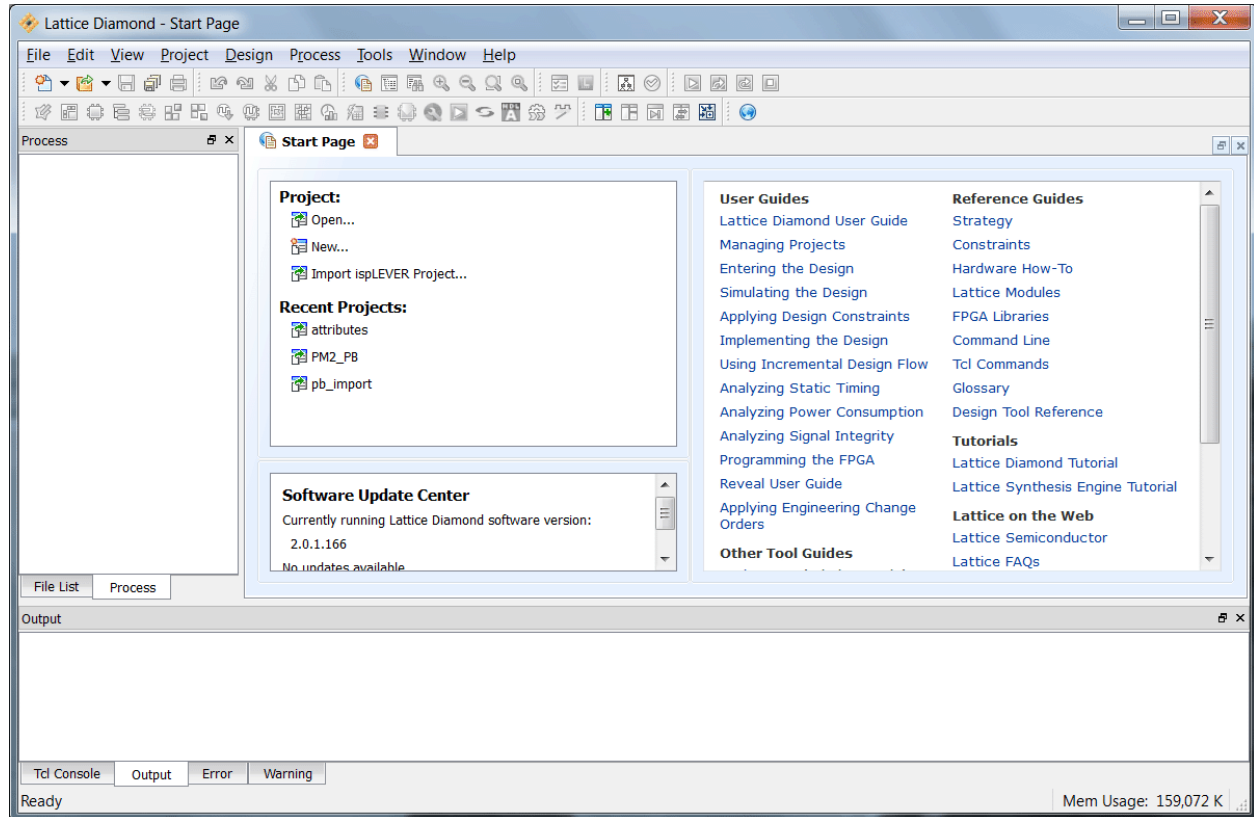 Lattice Diamond - Start Page
File Edit View Project Design Process Tools Window Help
Process
Start Page
Project:
Open...
New...
Import ispLEVER Project...
Recent Projects:
attributes
PM2_PB
pb_import
Software Update Center
Currently running Lattice Diamond software version:
2.0.1.166
No updates available
User Guides
Lattice Diamond User Guide
Managing Projects
Entering the Design
Simulating the Design
Applying Design Constraints
Implementing the Design
Using Incremental Design Flow
Analyzing Static Timing
Analyzing Power Consumption
Analyzing Signal Integrity
Programming the FPGA
Reveal User Guide
Applying Engineering Change
Orders
Other Tool Guides
Reference Guides
Strategy
Constraints
Hardware How-To
Lattice Modules
FPGA Libraries
Command Line
Tcl Commands
Glossary
Design Tool Reference
Tutorials
Lattice Diamond Tutorial
Lattice Synthesis Engine Tutorial
Lattice on the Web
Lattice Semiconductor
Lattice FAQs
File List Process
Output
Tcl Console Output Error Warning
Ready Mem Usage: 159,072 K